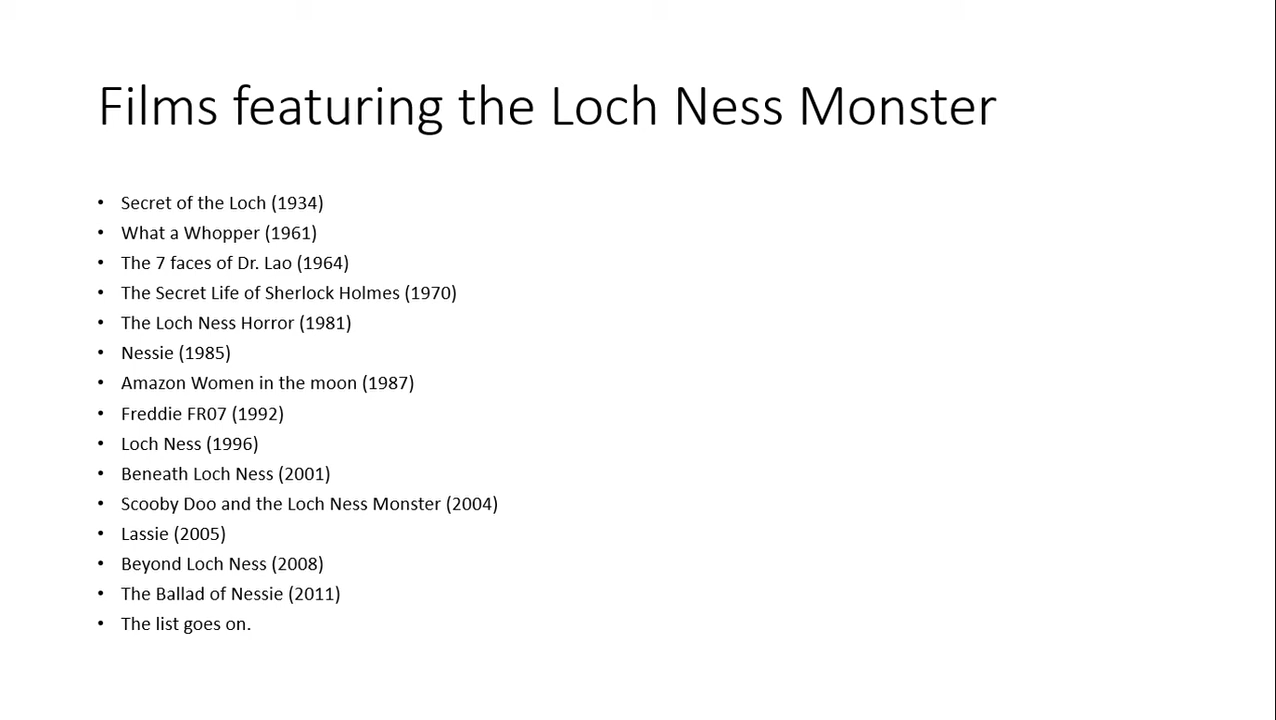 Films featuring the Loch Ness Monster
• Secret of the Loch (1934)
• What a Whopper (1961)
• The 7 faces of Dr. Lao (1964)
• The Secret Life of Sherlock Holmes (1970)
• The Loch Ness Horror (1981)
• Nessie (1985)
• Amazon Women in the moon (1987)
• Freddie FR07 (1992)
• Loch Ness (1996)
• Beneath Loch Ness (2001)
• Scooby Doo and the Loch Ness Monster (2004)
• Lassie (2005)
• Beyond Loch Ness (2008)
• The Ballad of Nessie (2011)
• The list goes on.